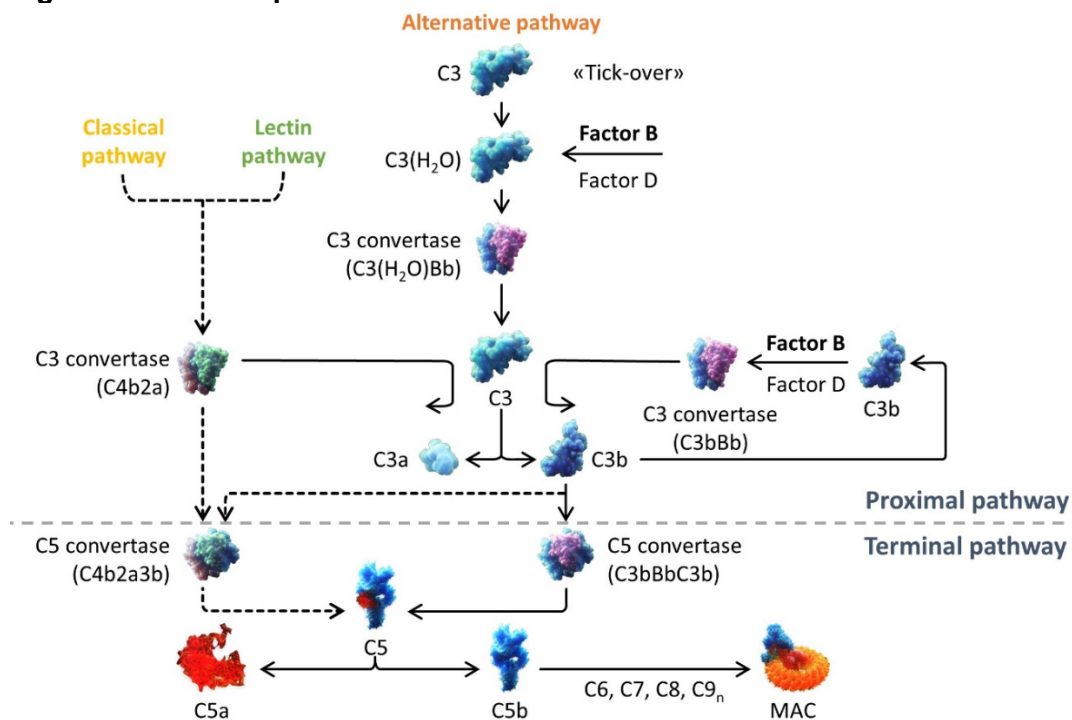 Alternative pathway
C3
«Tick-over»
Classical
pathway
Lectin
pathway
Factor B
C3(H₂O)
Factor D
C3 convertase
(C3(H₂O)Bb)
C3 convertase
(C4b2a)
C3
Factor B
Factor D
C3b
C3 convertase
(C3bBb)
C3a
C3b
Proximal pathway
Terminal pathway
C5 convertase
(C4b2a3b)
C5 convertase
(C3bBbC3b)
C5
C5a
C5b
C6, C7, C8, C9ₙ
MAC